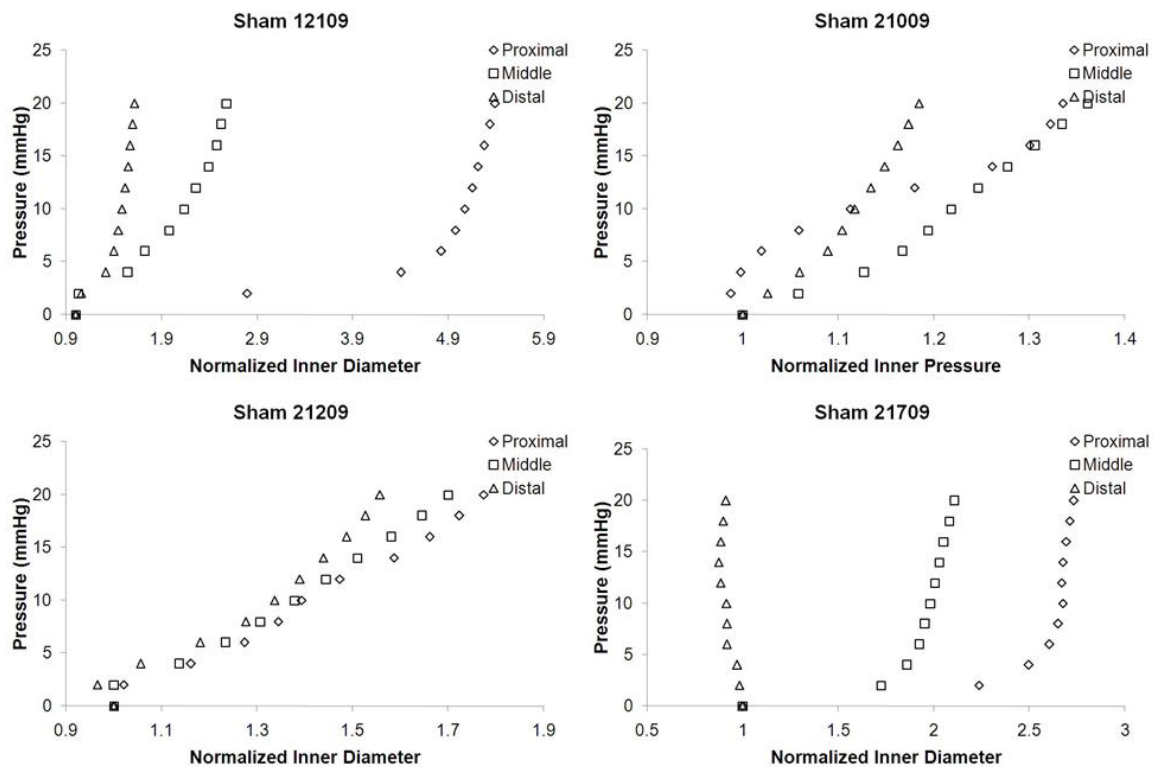 Sham 12109
25
20
15
10
5
0
Pressure (mmHg)
0.9 1.9 2.9 3.9 4.9 5.9
Normalized Inner Diameter
Proximal
Middle
Distal
Sham 21009
25
20
15
10
5
0
Pressure (mmHg)
0.9 1 1.1 1.2 1.3 1.4
Normalized Inner Pressure
Proximal
Middle
Distal
Sham 21209
25
20
15
10
5
0
Pressure (mmHg)
0.9 1.1 1.3 1.5 1.7 1.9
Normalized Inner Diameter
Proximal
Middle
Distal
Sham 21709
25
20
15
10
5
0
Pressure (mmHg)
0.5 1 1.5 2 2.5 3
Normalized Inner Diameter
Proximal
Middle
Distal